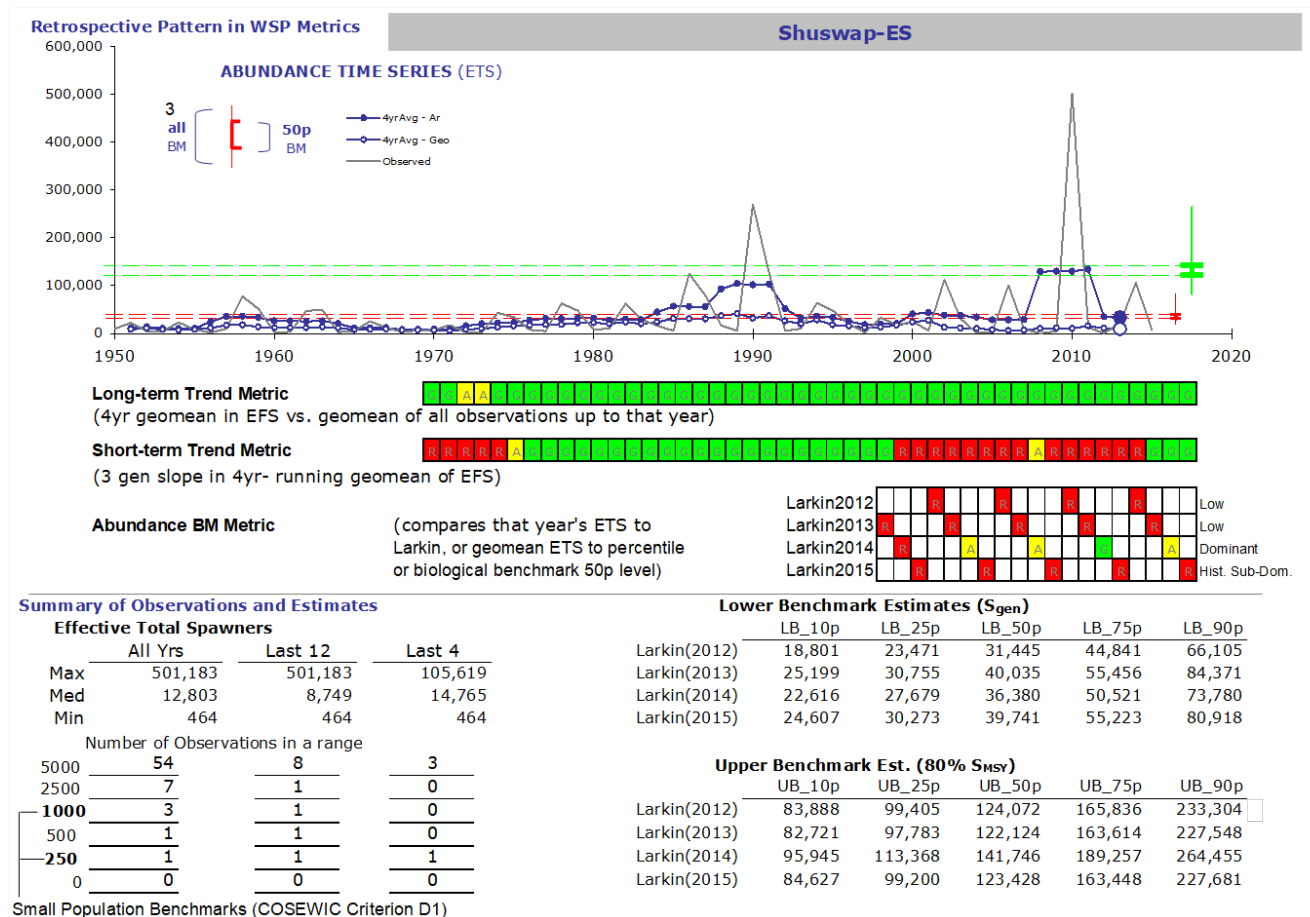 Retrospective Pattern in WSP Metrics
Shuswap-ES
600,000
500,000
400,000
300,000
200,000
100,000
0
ABUNDANCE TIME SERIES (ETS)
3
all
BM
50p
BM
4yrAvg - Ar
4yrAvg - Geo
Observed
1950 1960 1970 1980 1990 2000 2010 2020
Long-term Trend Metric G G A A G G G G G G G G G G G G G G G G G G G G G G G G G G G G G G G G G G G G G G G G G G
(4yr geomean in EFS vs. geomean of all observations up to that year)
Short-term Trend Metric R R R R R A G G G G G G G G G G G G G G G G G G G G G G R R R R R R R R A R R R R R R G G G
(3 gen slope in 4yr- running geomean of EFS)
Abundance BM Metric
(compares that year's ETS to
Larkin, or geomean ETS to percentile
or biological benchmark 50p level)
Larkin2012 R R R R Low
Larkin2013 R R R R R Low
Larkin2014 R A A G A Dominant
Larkin2015 R R R R R Hist. Sub-Dom.
Summary of Observations and Estimates
Effective Total Spawners
All Yrs Last 12 Last 4
Max 501,183 501,183 105,619
Med 12,803 8,749 14,765
Min 464 464 464
Number of Observations in a range
5000 54 8 3
2500 7 1 0
1000 3 1 0
500 1 1 0
250 1 1 1
0 0 0 0
Small Population Benchmarks (COSEWIC Criterion D1)
Lower Benchmark Estimates (Sgen)
LB_10p LB_25p LB_50p LB_75p LB_90p
Larkin(2012) 18,801 23,471 31,445 44,841 66,105
Larkin(2013) 25,199 30,755 40,035 55,456 84,371
Larkin(2014) 22,616 27,679 36,380 50,521 73,780
Larkin(2015) 24,607 30,273 39,741 55,223 80,918
Upper Benchmark Est. (80% SMSY)
UB_10p UB_25p UB_50p UB_75p UB_90p
Larkin(2012) 83,888 99,405 124,072 165,836 233,304
Larkin(2013) 82,721 97,783 122,124 163,614 227,548
Larkin(2014) 95,945 113,368 141,746 189,257 264,455
Larkin(2015) 84,627 99,200 123,428 163,448 227,681